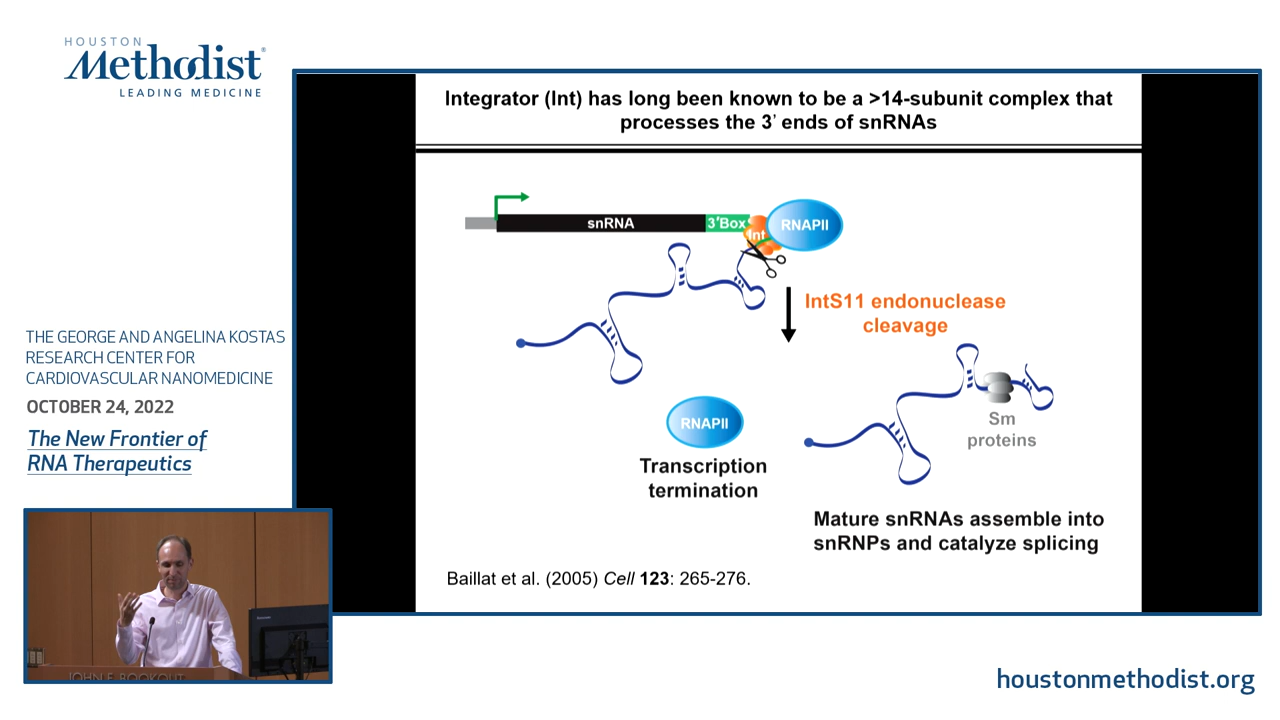 HOUSTON
Methodist®
LEADING MEDICINE
THE GEORGE AND ANGELINA KOSTAS
RESEARCH CENTER FOR
CARDIOVASCULAR NANOMEDICINE
OCTOBER 24, 2022
The New Frontier of
RNA Therapeutics
Integrator (Int) has long been known to be a >14-subunit complex that
processes the 3’ ends of snRNAs
snRNA
3’Box
Int
RNAPII
IntS11 endonuclease
cleavage
Sm
proteins
RNAPII
Transcription
termination
Mature snRNAs assemble into
snRNPs and catalyze splicing
Baillat et al. (2005) Cell 123: 265-276.
JOHN F BOOKOUT
houstonmethodist.org